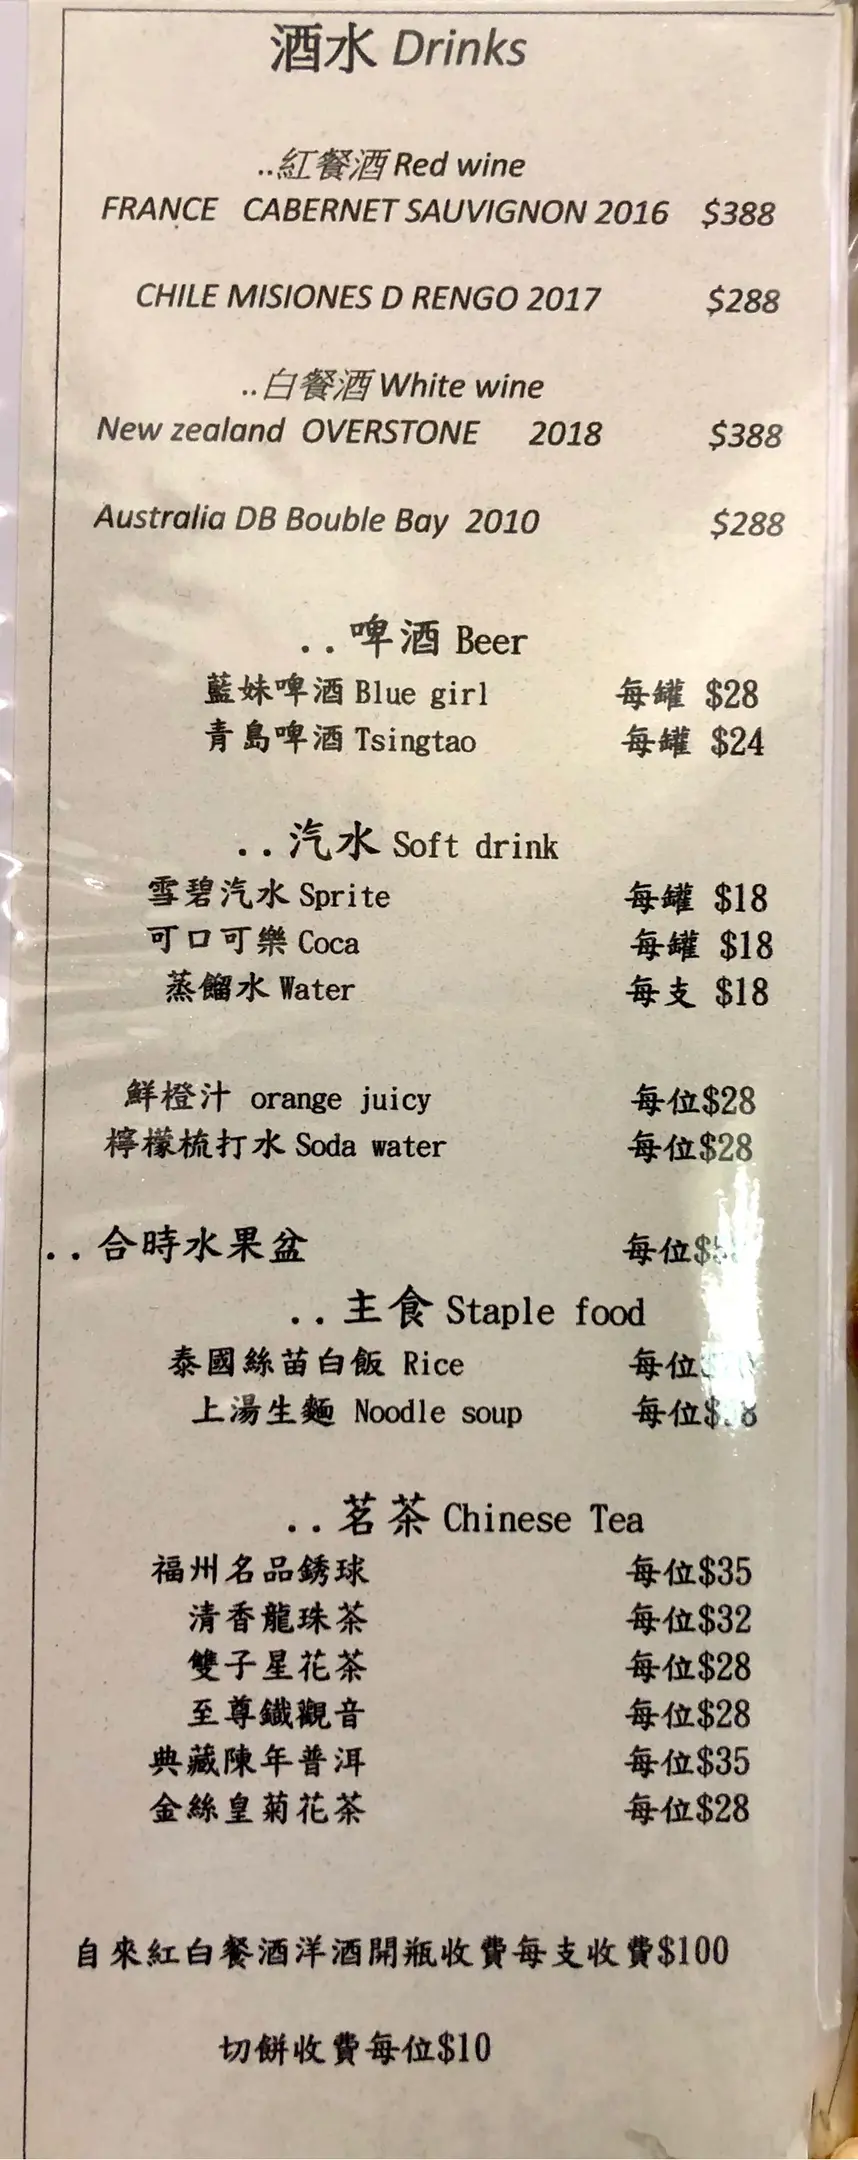 酒水 Drinks
..紅餐酒 Red wine
FRANCE CABERNET SAUVIGNON 2016 $388
CHILE MISIONES D RENGO 2017 $288
..白餐酒 White wine
New zealand OVERSTONE 2018 $388
Australia DB Bouble Bay 2010 $288
..啤酒 Beer
藍妹啤酒 Blue girl 每罐 $28
青島啤酒 Tsingtao 每罐 $24
..汽水 Soft drink
雪碧汽水 Sprite 每罐 $18
可口可樂 Coca 每罐 $18
蒸餾水 Water 每支 $18
鮮橙汁 orange juicy 每位$28
檸檬梳打水 Soda water 每位$28
..合時水果盆 每位
..主食 Staple food
泰國絲苗白飯 Rice 每位
上湯生麵 Noodle soup 每位
..茗茶 Chinese Tea
福州名品銹球 每位$35
清香龍珠茶 每位$32
雙子星花茶 每位$28
至尊鐵觀音 每位$28
典藏陳年普洱 每位$35
金絲皇菊花茶 每位$28
自來紅白餐酒洋酒開瓶收費每支收費$100
切餅收費每位$10